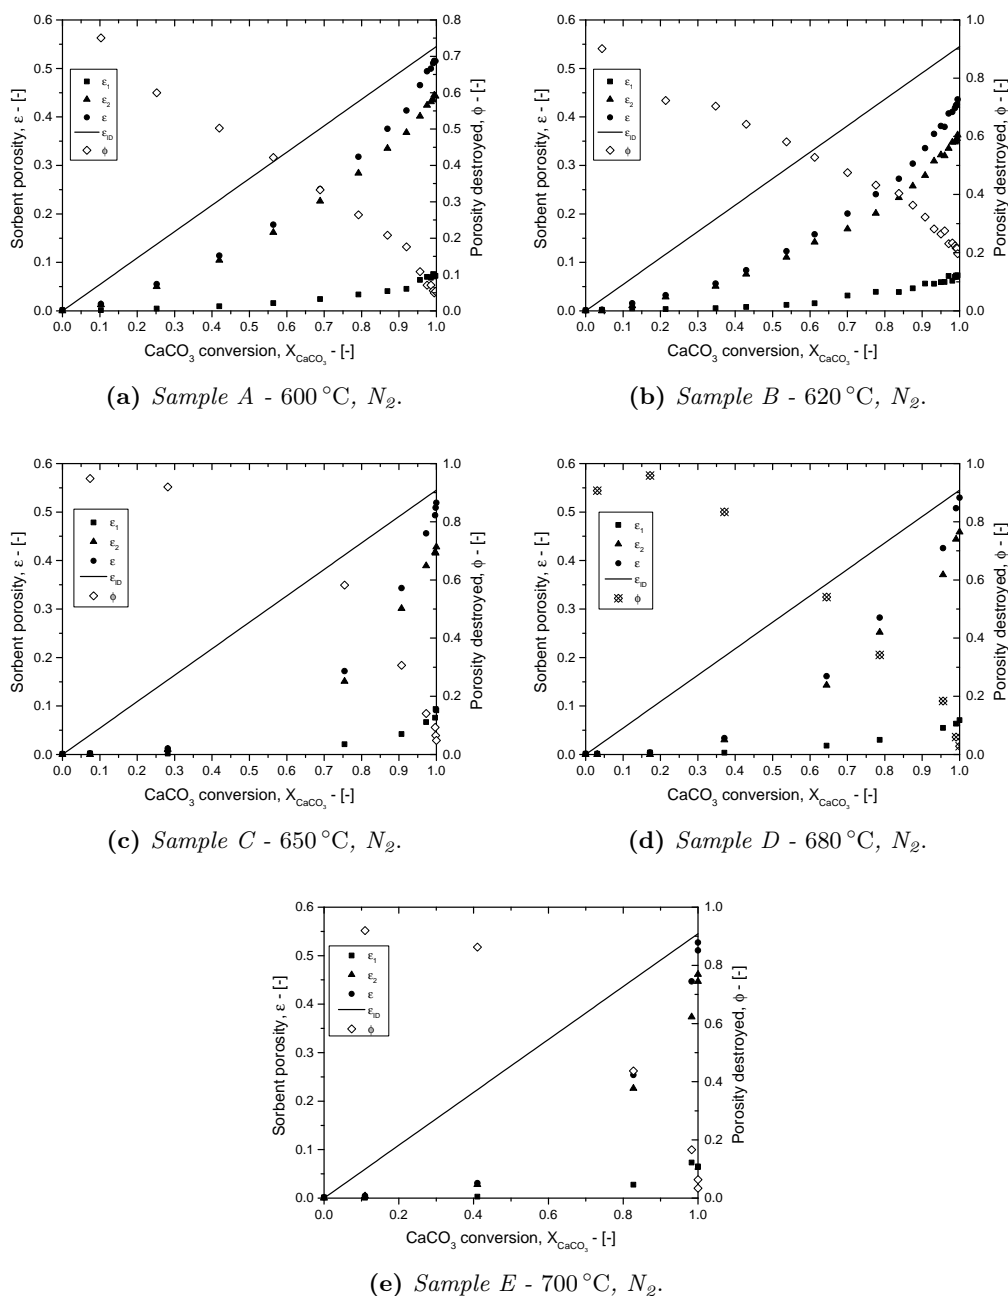 0.6 0.8
0.5 0.7
0.4 0.6
0.3 0.5
0.2 0.4
0.1 0.3
0.0 0.2
0.1
0.0
Sorbent porosity, ε - [-]
Porosity destroyed, ϕ - [-]
ε1
ε2
ε
εID
ϕ
0.0 0.1 0.2 0.3 0.4 0.5 0.6 0.7 0.8 0.9 1.0
CaCO3 conversion, XCaCO3 - [-]
(a) Sample A - 600 °C, N2.
0.6 1.0
0.5 0.8
0.4 0.6
0.3 0.4
0.2 0.2
0.1 0.0
0.0
Sorbent porosity, ε - [-]
Porosity destroyed, ϕ - [-]
ε1
ε2
ε
εID
ϕ
0.0 0.1 0.2 0.3 0.4 0.5 0.6 0.7 0.8 0.9 1.0
CaCO3 conversion, XCaCO3 - [-]
(b) Sample B - 620 °C, N2.
0.6 1.0
0.5 0.8
0.4 0.6
0.3 0.4
0.2 0.2
0.1 0.0
0.0
Sorbent porosity, ε - [-]
Porosity destroyed, ϕ - [-]
ε1
ε2
ε
εID
ϕ
0.0 0.1 0.2 0.3 0.4 0.5 0.6 0.7 0.8 0.9 1.0
CaCO3 conversion, XCaCO3 - [-]
(c) Sample C - 650 °C, N2.
0.6 1.0
0.5 0.8
0.4 0.6
0.3 0.4
0.2 0.2
0.1 0.0
0.0
Sorbent porosity, ε - [-]
Porosity destroyed, ϕ - [-]
ε1
ε2
ε
εID
ϕ
0.0 0.1 0.2 0.3 0.4 0.5 0.6 0.7 0.8 0.9 1.0
CaCO3 conversion, XCaCO3 - [-]
(d) Sample D - 680 °C, N2.
0.6 1.0
0.5 0.8
0.4 0.6
0.3 0.4
0.2 0.2
0.1 0.0
0.0
Sorbent porosity, ε - [-]
Porosity destroyed, ϕ - [-]
ε1
ε2
ε
εID
ϕ
0.0 0.2 0.4 0.6 0.8 1.0
CaCO3 conversion, XCaCO3 - [-]
(e) Sample E - 700 °C, N2.